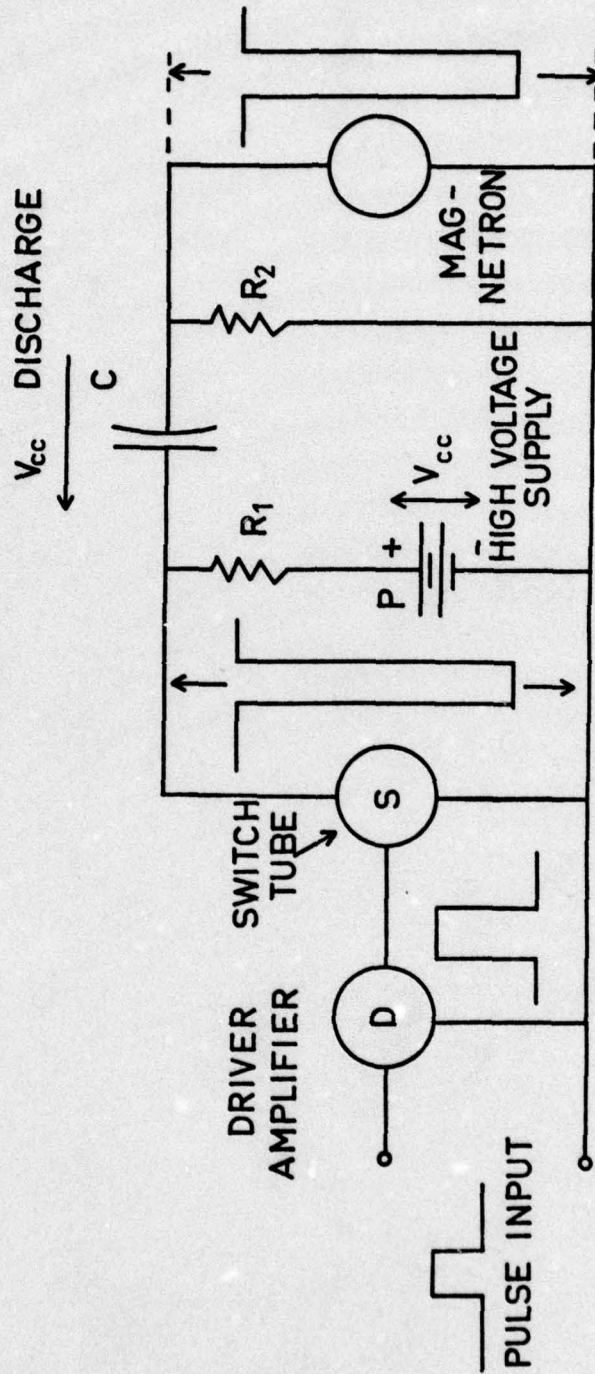 Vcc DISCHARGE
C
R1
R2
DRIVER
AMPLIFIER
SWITCH
TUBE
D
S
P
+
-
Vcc
HIGH VOLTAGE
SUPPLY
MAG-
NETRON
PULSE INPUT